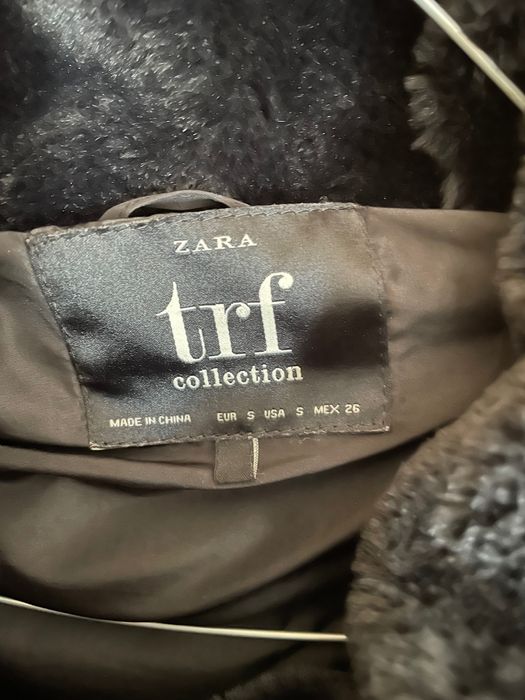 ZARA
trf
collection
MADE IN CHINA EUR S USA S MEX 26